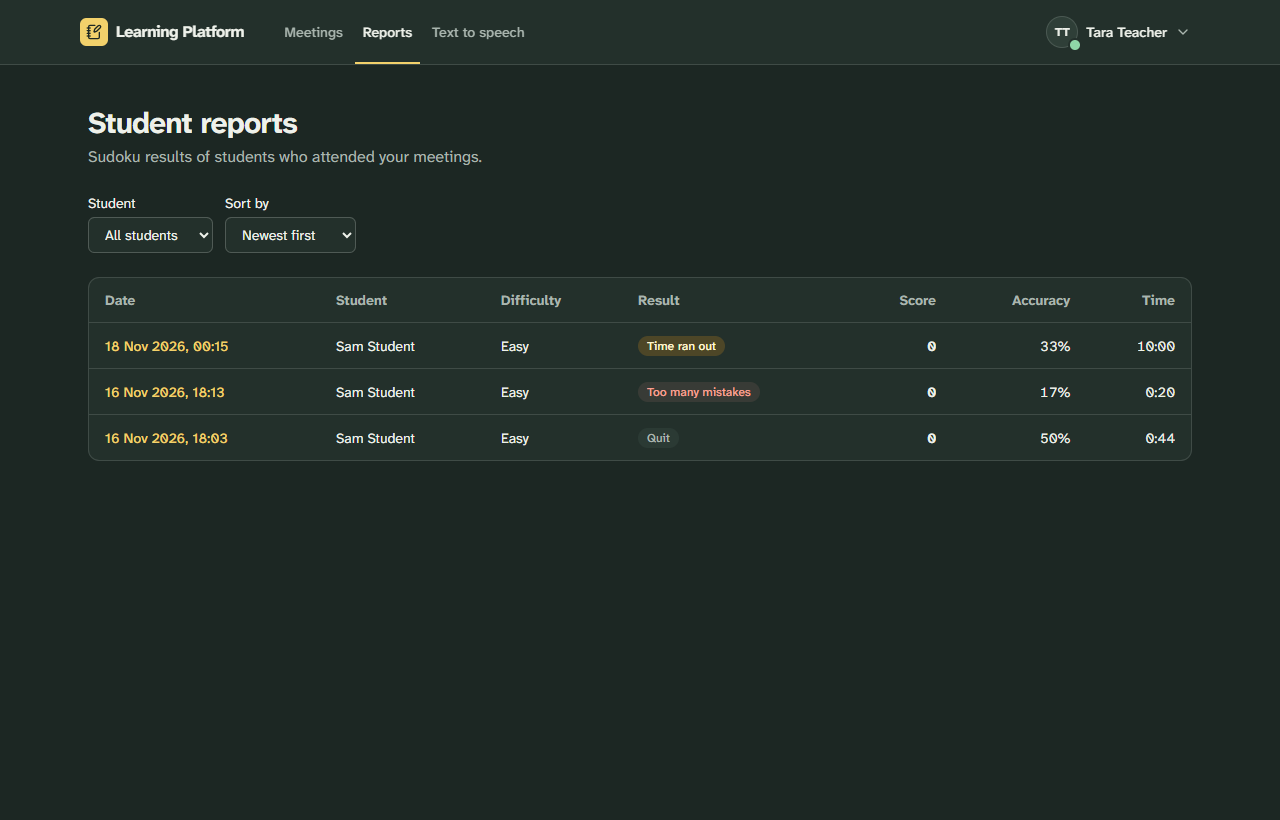 Learning Platform Meetings Reports Text to speech TT Tara Teacher
Student reports
Sudoku results of students who attended your meetings.
Student Sort by
All students Newest first
Date Student Difficulty Result Score Accuracy Time
18 Nov 2026, 00:15 Sam Student Easy Time ran out 0 33% 10:00
16 Nov 2026, 18:13 Sam Student Easy Too many mistakes 0 17% 0:20
16 Nov 2026, 18:03 Sam Student Easy Quit 0 50% 0:44